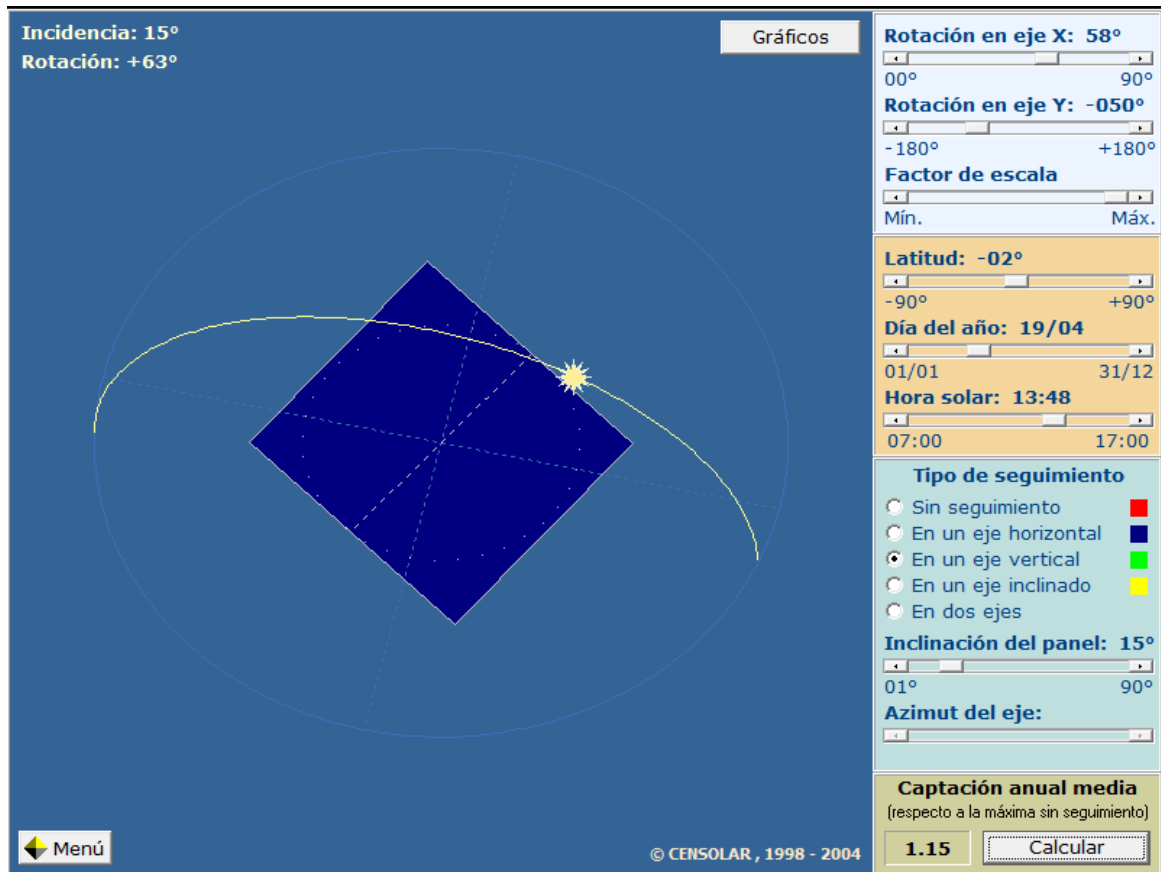 Incidencia: 15°
Rotación: +63°
Gráficos
Rotación en eje X: 58°
00° 90°
Rotación en eje Y: -050°
-180° +180°
Factor de escala
Mín. Máx.
Latitud: -02°
-90° +90°
Día del año: 19/04
01/01 31/12
Hora solar: 13:48
07:00 17:00
Tipo de seguimiento
Sin seguimiento
En un eje horizontal
En un eje vertical
En un eje inclinado
En dos ejes
Inclinación del panel: 15°
01° 90°
Azimut del eje:
Captación anual media
(respecto a la máxima sin seguimiento)
1.15 Calcular
Menú
© CENSOLAR , 1998 - 2004